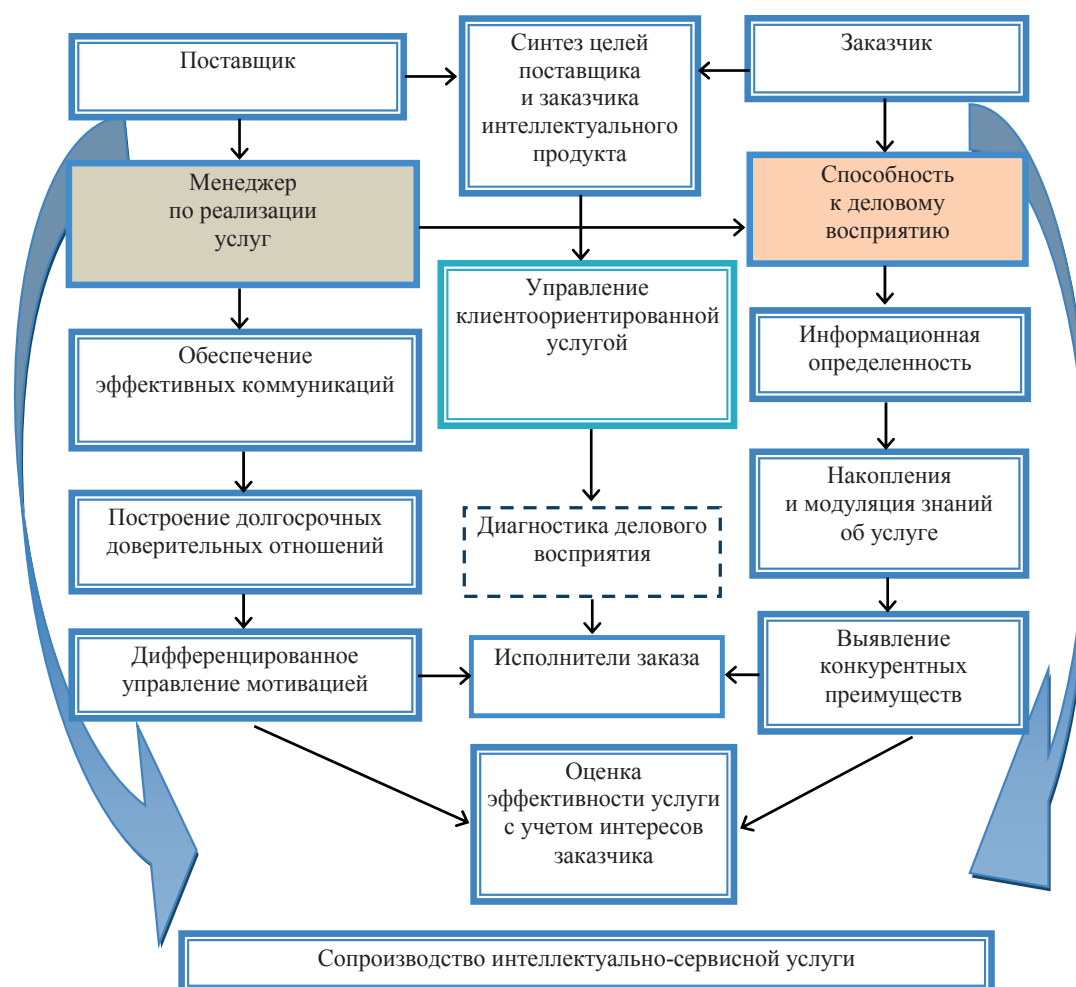 Поставщик
Синтез целей
поставщика
и заказчика
интеллектуального
продукта
Заказчик
Менеджер
по реализации
услуг
Способность
к деловому
восприятию
Управление
клиентоориентированной
услугой
Обеспечение
эффективных коммуникаций
Информационная
определенность
Построение долгосрочных
доверительных отношений
Диагностика делового
восприятия
Накопления
и модуляция знаний
об услуге
Дифференцированное
управление мотивацией
Исполнители заказа
Выявление
конкурентных
преимуществ
Оценка
эффективности услуги
с учетом интересов
заказчика
Сопроизводство интеллектуально-сервисной услуги